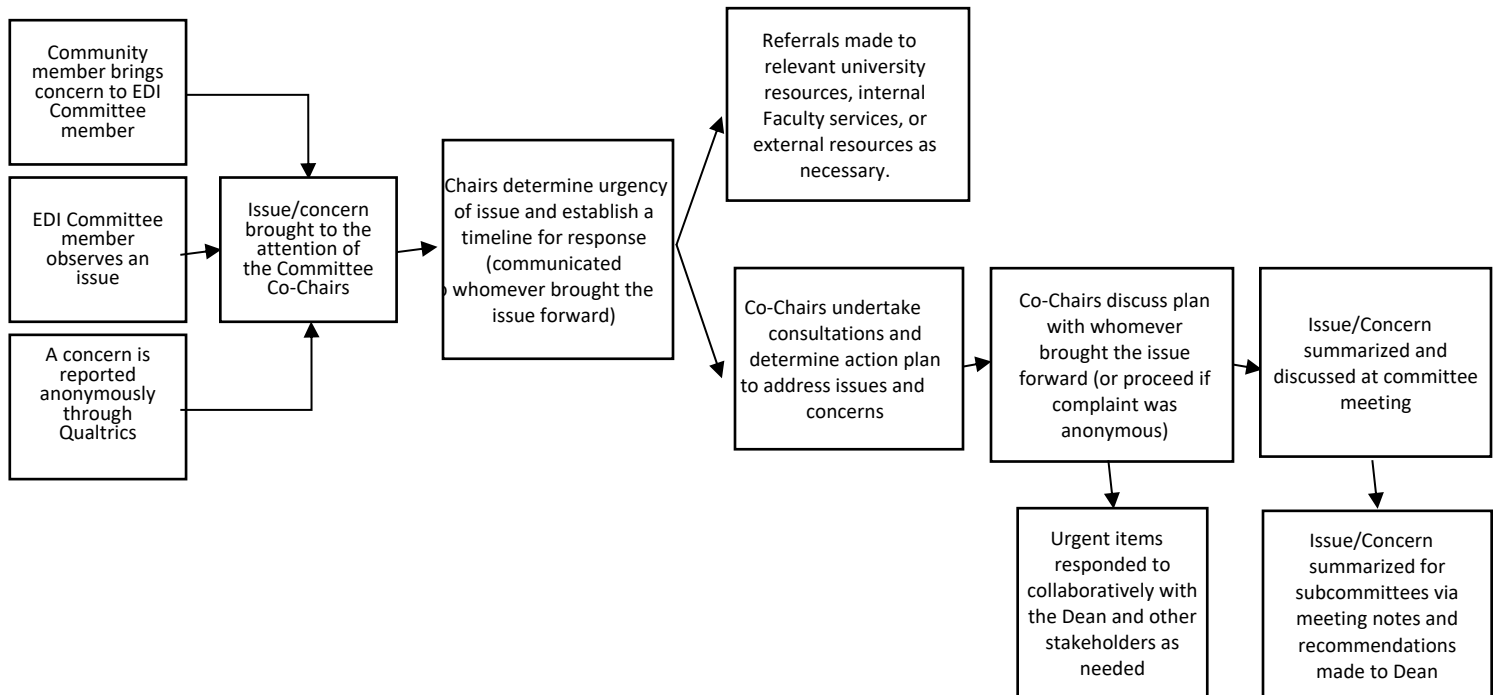 Community
member brings
concern to EDI
Committee
member
EDI Committee
member
observes an
issue
A concern is
reported
anonymously
through
Qualtrics
Issue/concern
brought to the
attention of
the Committee
Co-Chairs
Chairs determine urgency
of issue and establish a
timeline for response
(communicated
whomever brought the
issue forward)
Referrals made to
relevant university
resources, internal
Faculty services, or
external resources as
necessary.
Co-Chairs undertake
consultations and
determine action plan
to address issues and
concerns
Co-Chairs discuss plan
with whomever
brought the issue
forward (or proceed if
complaint was
anonymous)
Urgent items
responded to
collaboratively with
the Dean and other
stakeholders as
needed
Issue/Concern
summarized and
discussed at committee
meeting
Issue/Concern
summarized for
subcommittees via
meeting notes and
recommendations
made to Dean